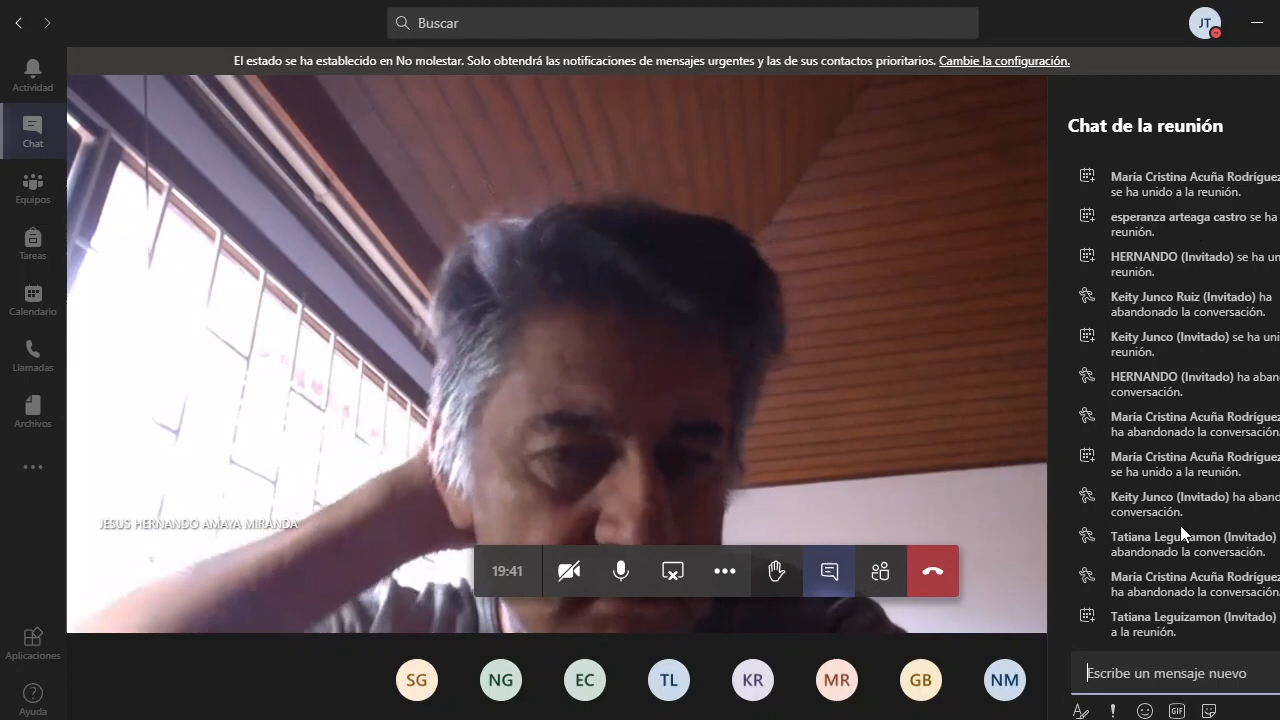 Buscar
JT
El estado se ha establecido en No molestar. Solo obtendrá las notificaciones de mensajes urgentes y las de sus contactos prioritarios. Cambie la configuración.
Actividad
Chat
Equipos
Tareas
Calendario
Llamadas
Archivos
Aplicaciones
Ayuda
JESUS HERNANDO AMAYA MIRANDA
19:41
SG
NG
EC
TL
KR
MR
GB
NM
Chat de la reunión
María Cristina Acuña Rodríguez
se ha unido a la reunión.
esperanza arteaga castro se ha
reunión.
HERNANDO (Invitado) se ha un
reunión.
Keity Junco Ruiz (Invitado) ha
abandonado la conversación.
Keity Junco (Invitado) se ha uni
reunión.
HERNANDO (Invitado) ha aban
conversación.
María Cristina Acuña Rodríguez
ha abandonado la conversación.
María Cristina Acuña Rodríguez
se ha unido a la reunión.
Keity Junco (Invitado) ha aband
conversación.
Tatiana Leguizamon (Invitado)
abandonado la conversación.
María Cristina Acuña Rodríguez
ha abandonado la conversación.
Tatiana Leguizamon (Invitado)
a la reunión.
Escribe un mensaje nuevo
GIF